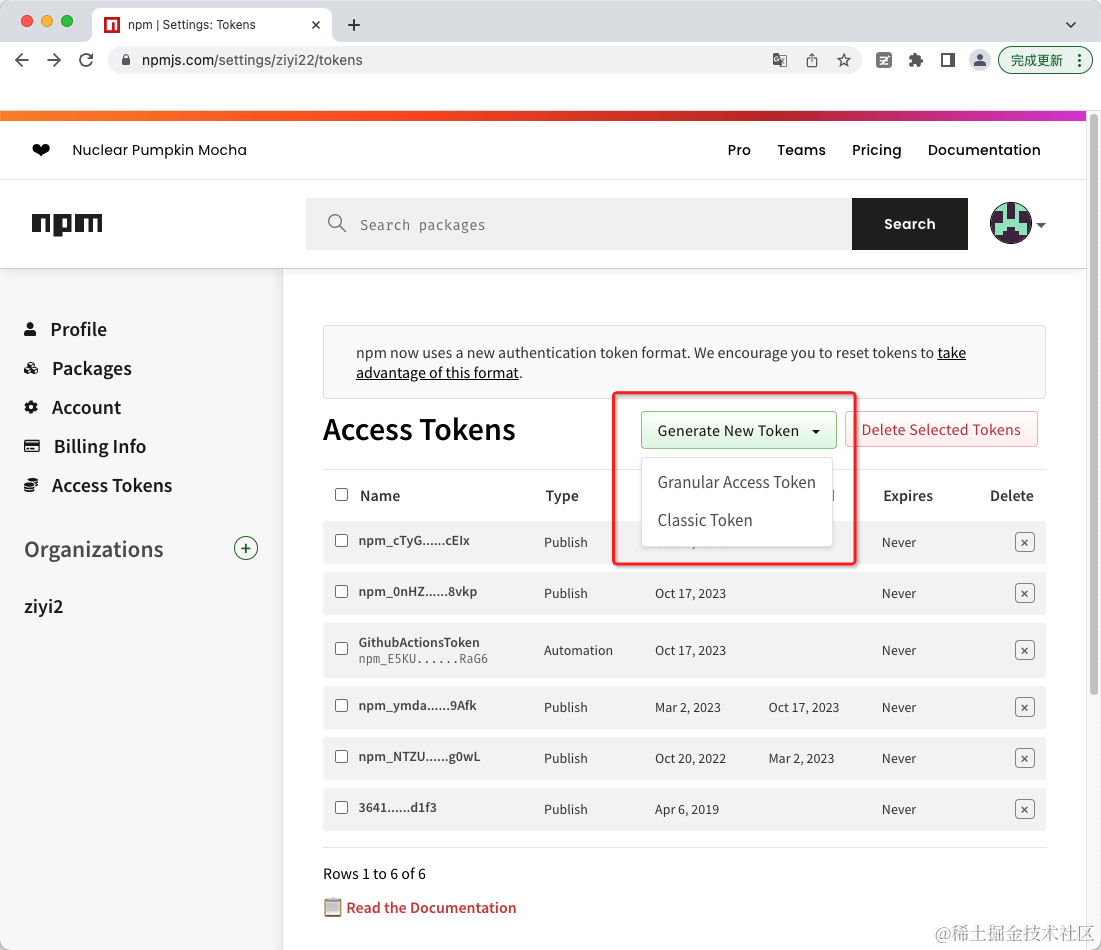 npm | Settings: Tokens
npmjs.com/settings/ziyi22/tokens
完成更新
Nuclear Pumpkin Mocha
Pro Teams Pricing Documentation
npm
Search packages
Search
Profile
Packages
Account
Billing Info
Access Tokens
Organizations
ziyi2
npm now uses a new authentication token format. We encourage you to reset tokens to take
advantage of this format.
Access Tokens
Generate New Token
Delete Selected Tokens
Granular Access Token
Classic Token
Name Type Expires Delete
npm_cTyG......cEIx Publish Never
npm_0nHZ......8vkp Publish Oct 17, 2023 Never
GithubActionsToken
npm_E5KU......RaG6 Automation Oct 17, 2023 Never
npm_ymda......9Afk Publish Mar 2, 2023 Oct 17, 2023 Never
npm_NTZU......g0wL Publish Oct 20, 2022 Mar 2, 2023 Never
3641......d1f3 Publish Apr 6, 2019 Never
Rows 1 to 6 of 6
Read the Documentation
@稀土掘金技术社区